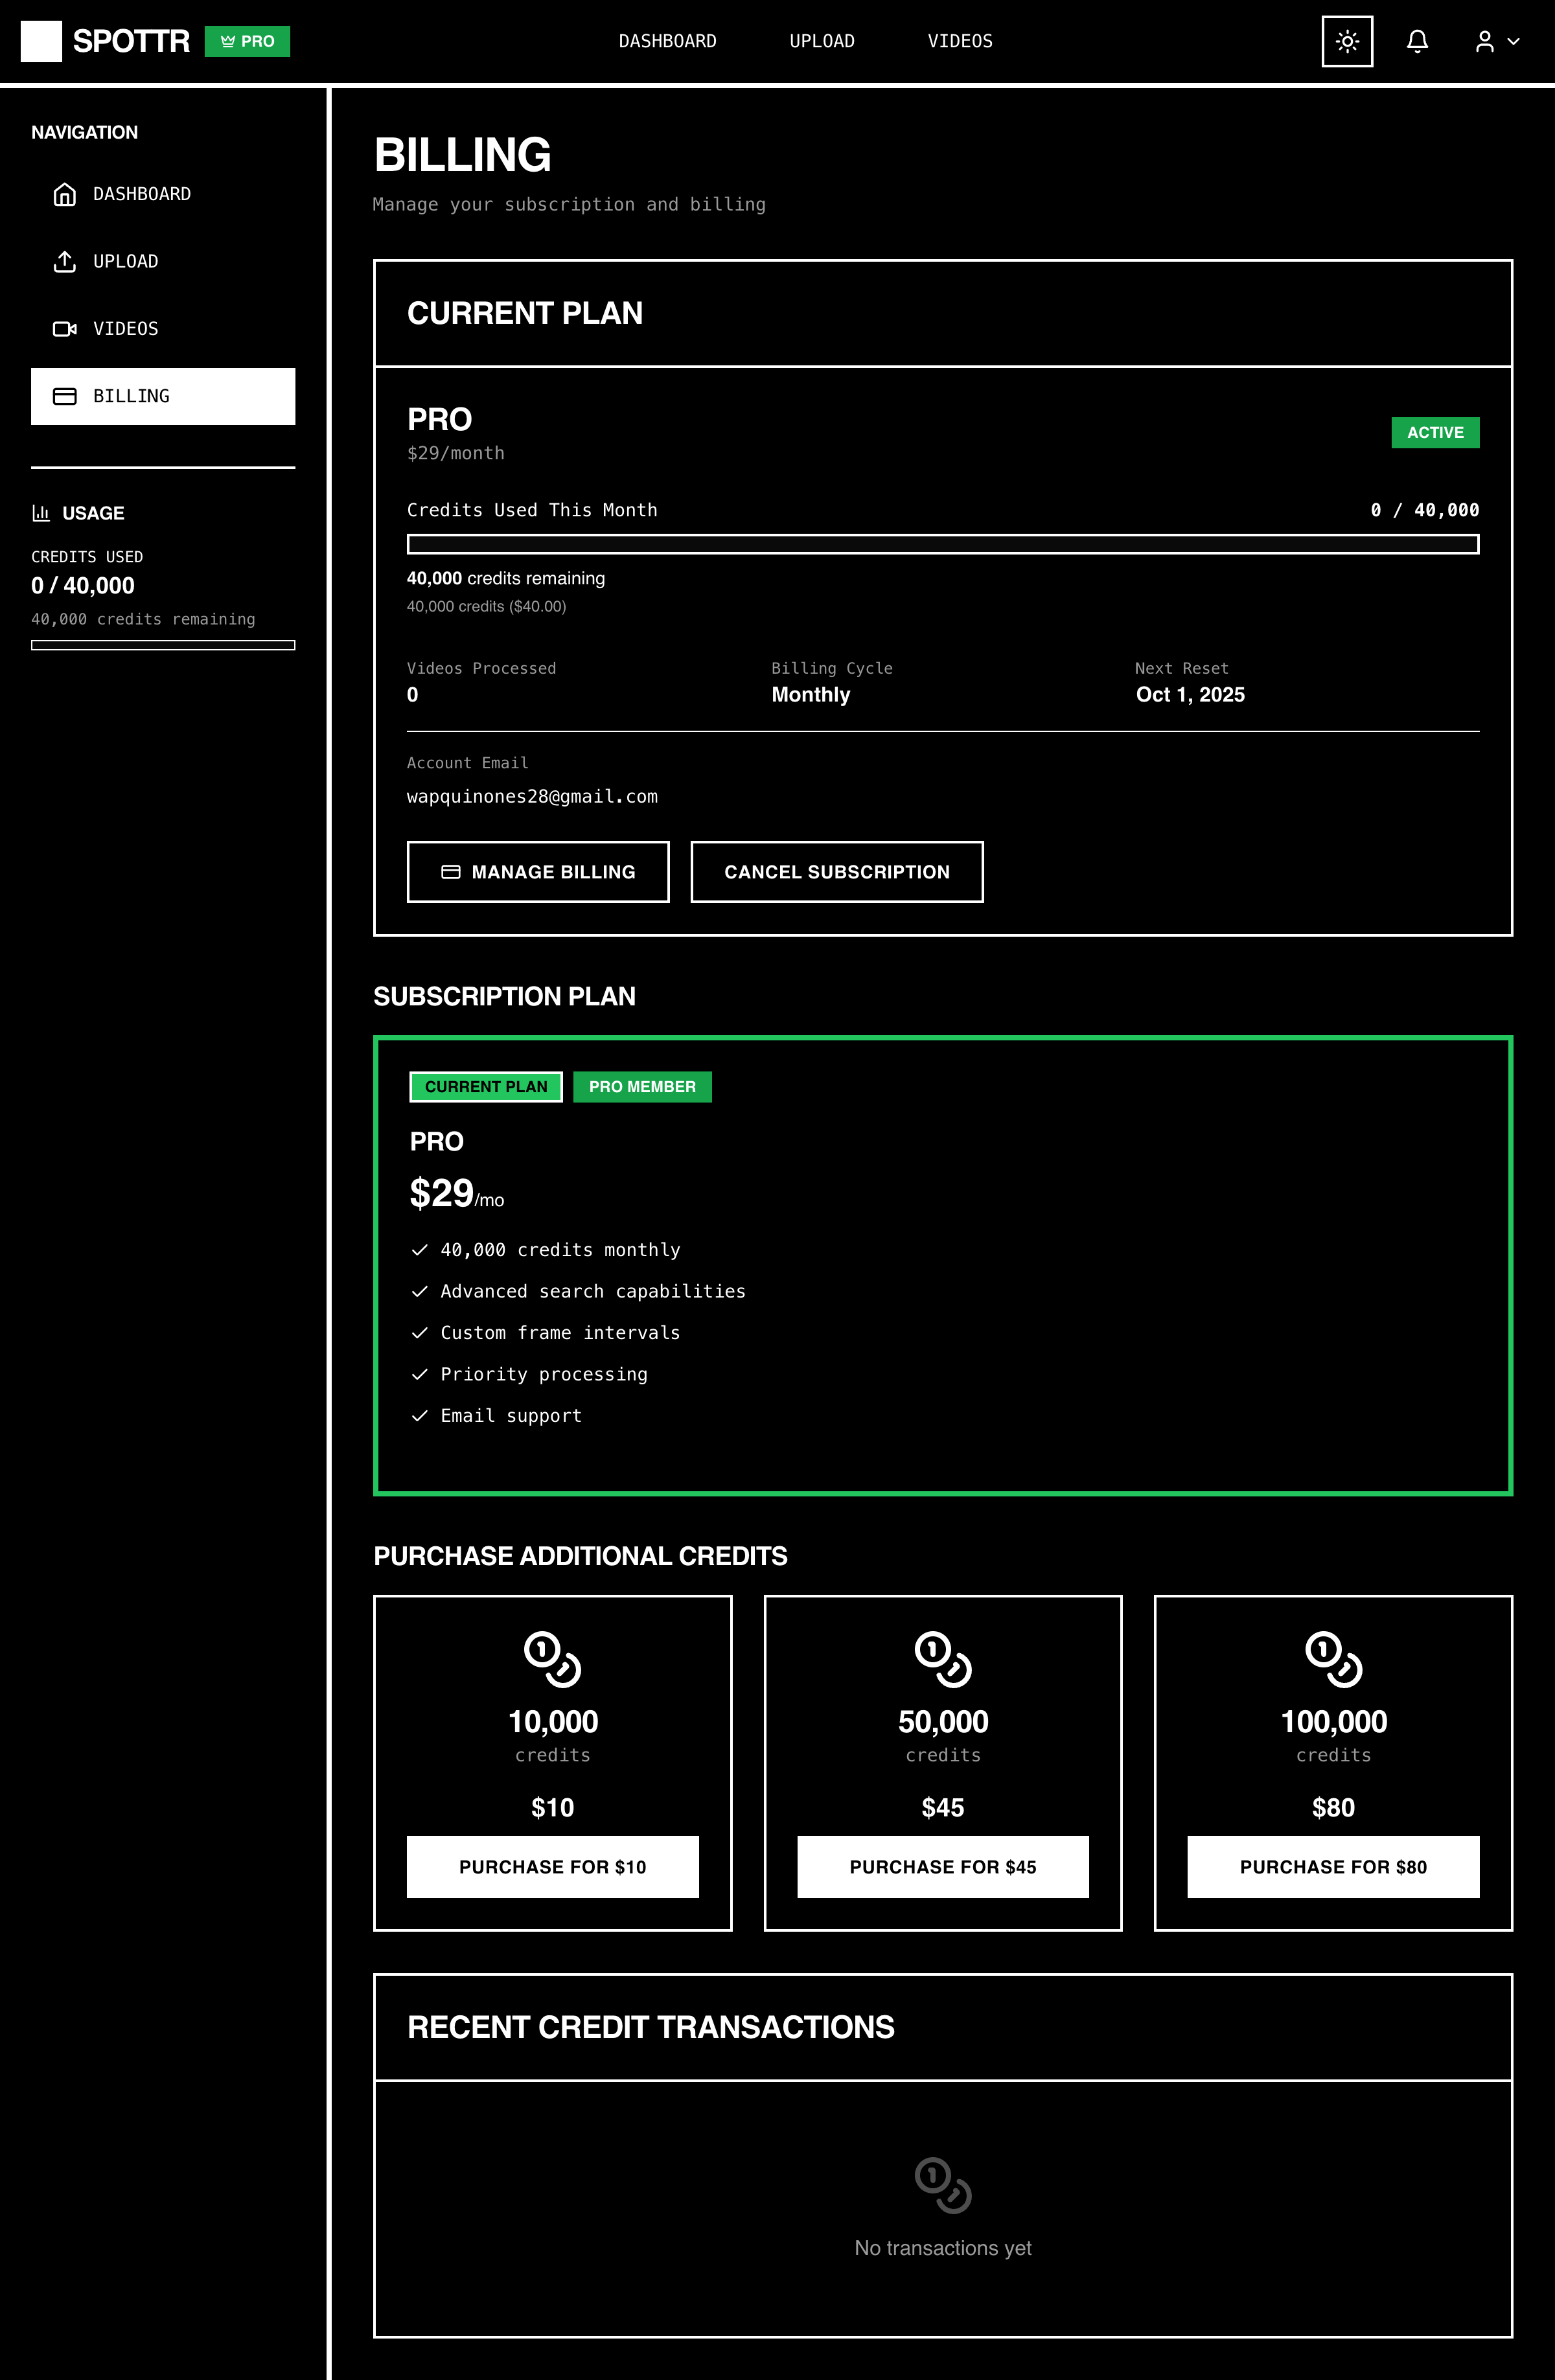 SPOTTR
PRO
DASHBOARD
UPLOAD
VIDEOS
NAVIGATION
DASHBOARD
UPLOAD
VIDEOS
BILLING
USAGE
CREDITS USED
0 / 40,000
40,000 credits remaining
BILLING
Manage your subscription and billing
CURRENT PLAN
PRO
$29/month
ACTIVE
Credits Used This Month
0 / 40,000
40,000 credits remaining
40,000 credits ($40.00)
Videos Processed
0
Billing Cycle
Monthly
Next Reset
Oct 1, 2025
Account Email
wapquinones28@gmail.com
MANAGE BILLING
CANCEL SUBSCRIPTION
SUBSCRIPTION PLAN
CURRENT PLAN
PRO MEMBER
PRO
$29/mo
40,000 credits monthly
Advanced search capabilities
Custom frame intervals
Priority processing
Email support
PURCHASE ADDITIONAL CREDITS
10,000
credits
$10
PURCHASE FOR $10
50,000
credits
$45
PURCHASE FOR $45
100,000
credits
$80
PURCHASE FOR $80
RECENT CREDIT TRANSACTIONS
No transactions yet